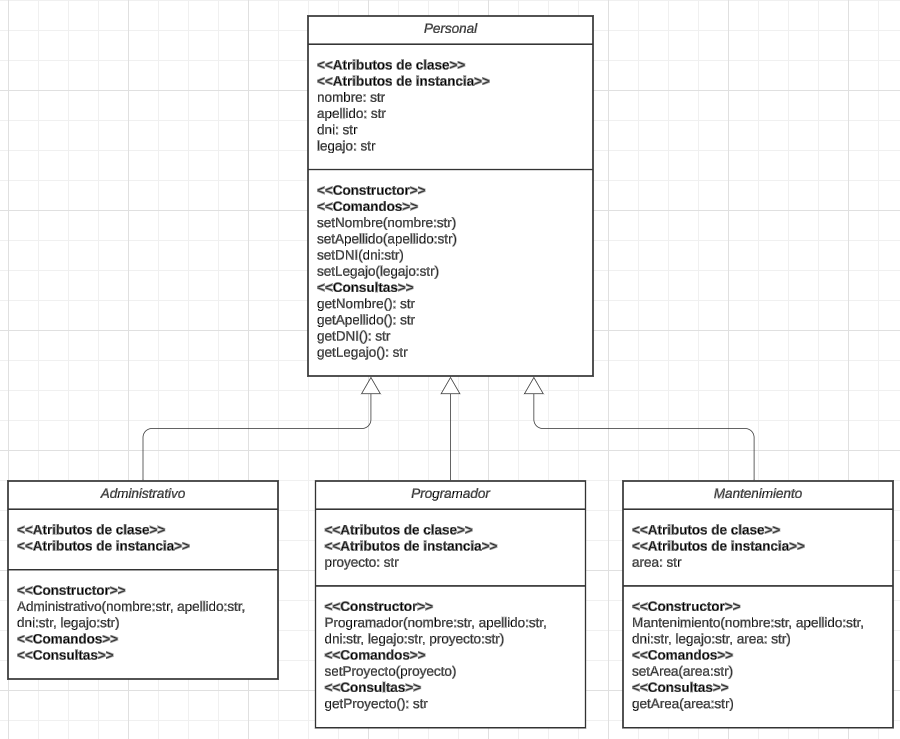 Personal
<<Atributos de clase>>
<<Atributos de instancia>>
nombre: str
apellido: str
dni: str
legajo: str
<<Constructor>>
<<Comandos>>
setNombre(nombre:str)
setApellido(apellido:str)
setDNI(dni:str)
setLegajo(legajo:str)
<<Consultas>>
getNombre(): str
getApellido(): str
getDNI(): str
getLegajo(): str
Administrativo
<<Atributos de clase>>
<<Atributos de instancia>>
<<Constructor>>
Administrativo(nombre:str, apellido:str,
dni:str, legajo:str)
<<Comandos>>
<<Consultas>>
Programador
<<Atributos de clase>>
<<Atributos de instancia>>
proyecto: str
<<Constructor>>
Programador(nombre:str, apellido:str,
dni:str, legajo:str, proyecto:str)
<<Comandos>>
setProyecto(proyecto)
<<Consultas>>
getProyecto(): str
Mantenimiento
<<Atributos de clase>>
<<Atributos de instancia>>
area: str
<<Constructor>>
Mantenimiento(nombre:str, apellido:str,
dni:str, legajo:str, area: str)
<<Comandos>>
setArea(area:str)
<<Consultas>>
getArea(area:str)